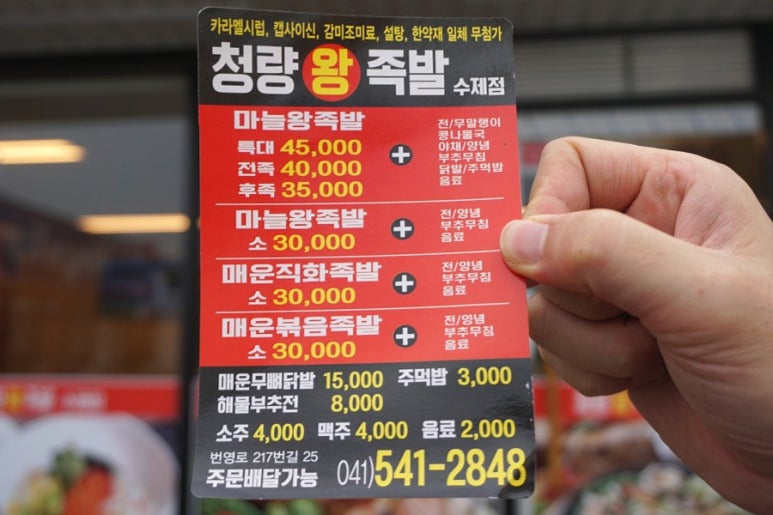 카라멜시럽, 캡사이신, 감미조미료, 설탕, 한약재 일체 무첨가
청량 왕 족발 수제점
마늘왕족발
특대 45,000
전족 40,000
후족 35,000
+
전/무말랭이
콩나물국
야채/양념
부추무침
닭발/주먹밥
음료
마늘왕족발
소 30,000
+
전/양념
부추무침
음료
매운직화족발
소 30,000
+
전/양념
부추무침
음료
매운볶음족발
소 30,000
+
전/양념
부추무침
음료
매운무뼈닭발 15,000 주먹밥 3,000
해물부추전 8,000
소주 4,000 맥주 4,000 음료 2,000
번영로 217번길 25
주문배달가능 041)541-2848